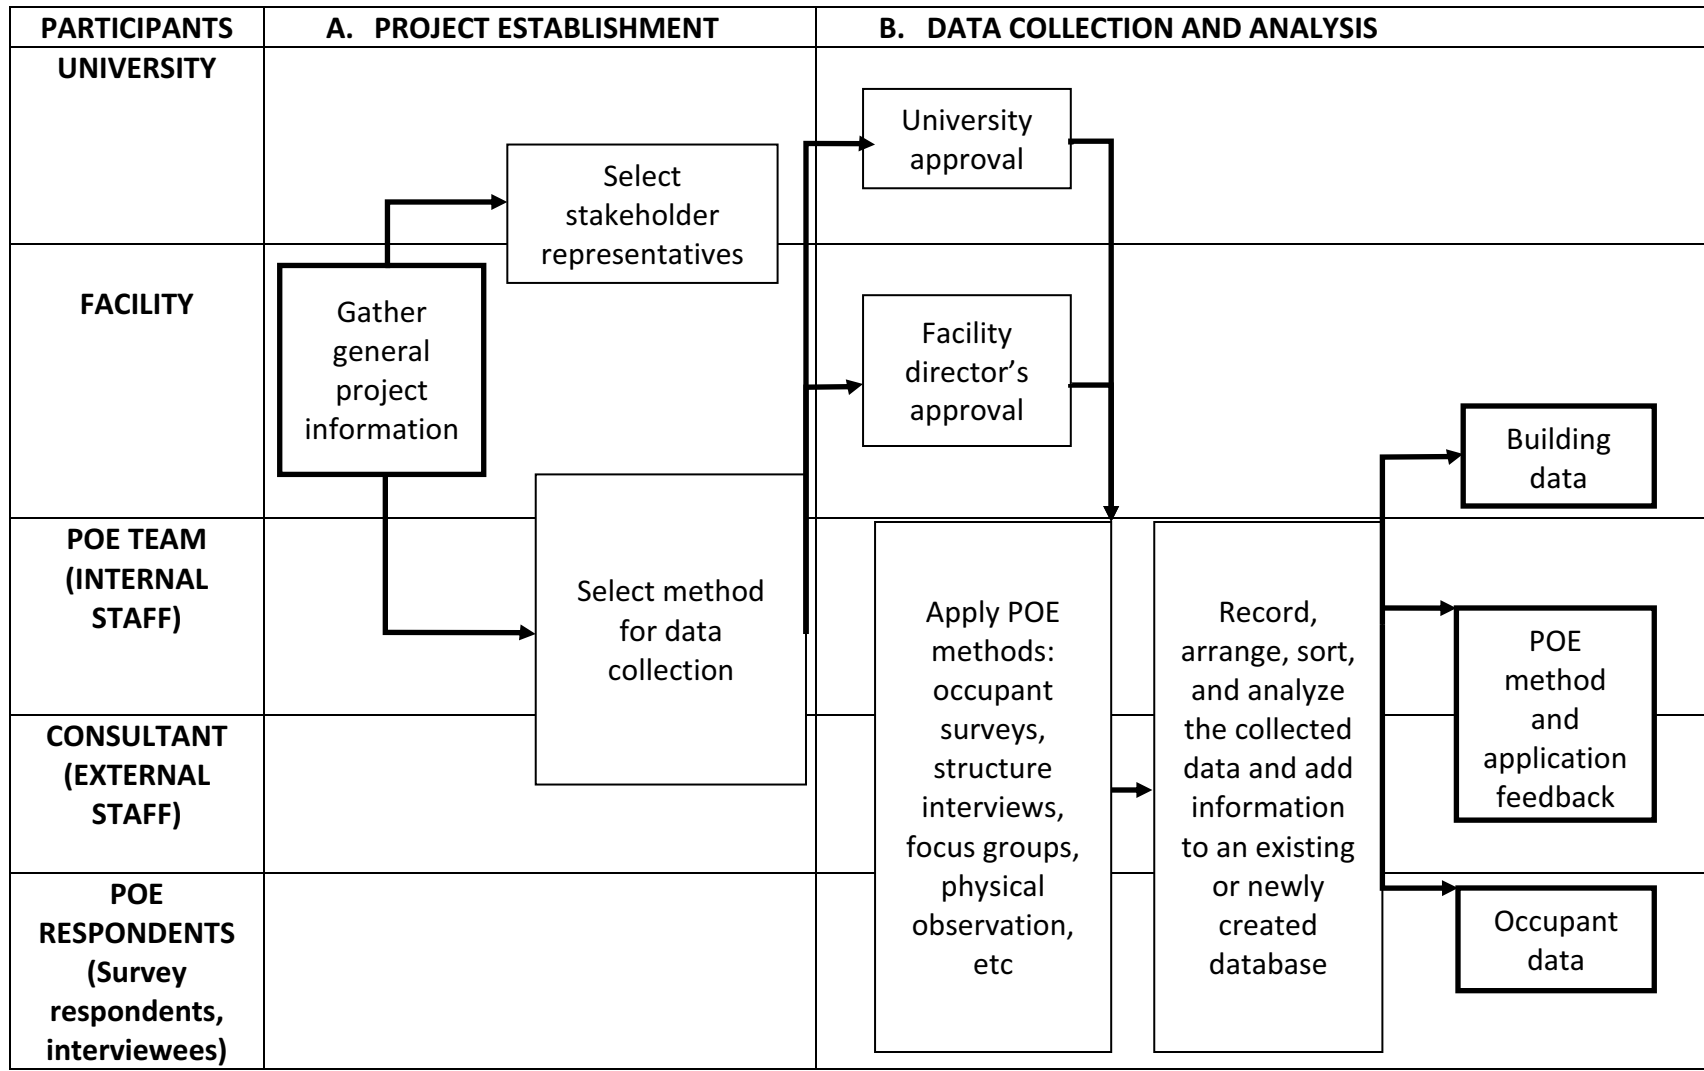 PARTICIPANTS
A. PROJECT ESTABLISHMENT
B. DATA COLLECTION AND ANALYSIS
UNIVERSITY
Select
stakeholder
representatives
University
approval
FACILITY
Gather
general
project
information
Facility
director’s
approval
Building
data
POE TEAM
(INTERNAL
STAFF)
Select method
for data
collection
Apply POE
methods:
occupant
surveys,
structure
interviews,
focus groups,
physical
observation,
etc
Record,
arrange, sort,
and analyze
the collected
data and add
information
to an existing
or newly
created
database
POE
method
and
application
feedback
CONSULTANT
(EXTERNAL
STAFF)
POE
RESPONDENTS
(Survey
respondents,
interviewees)
Occupant
data